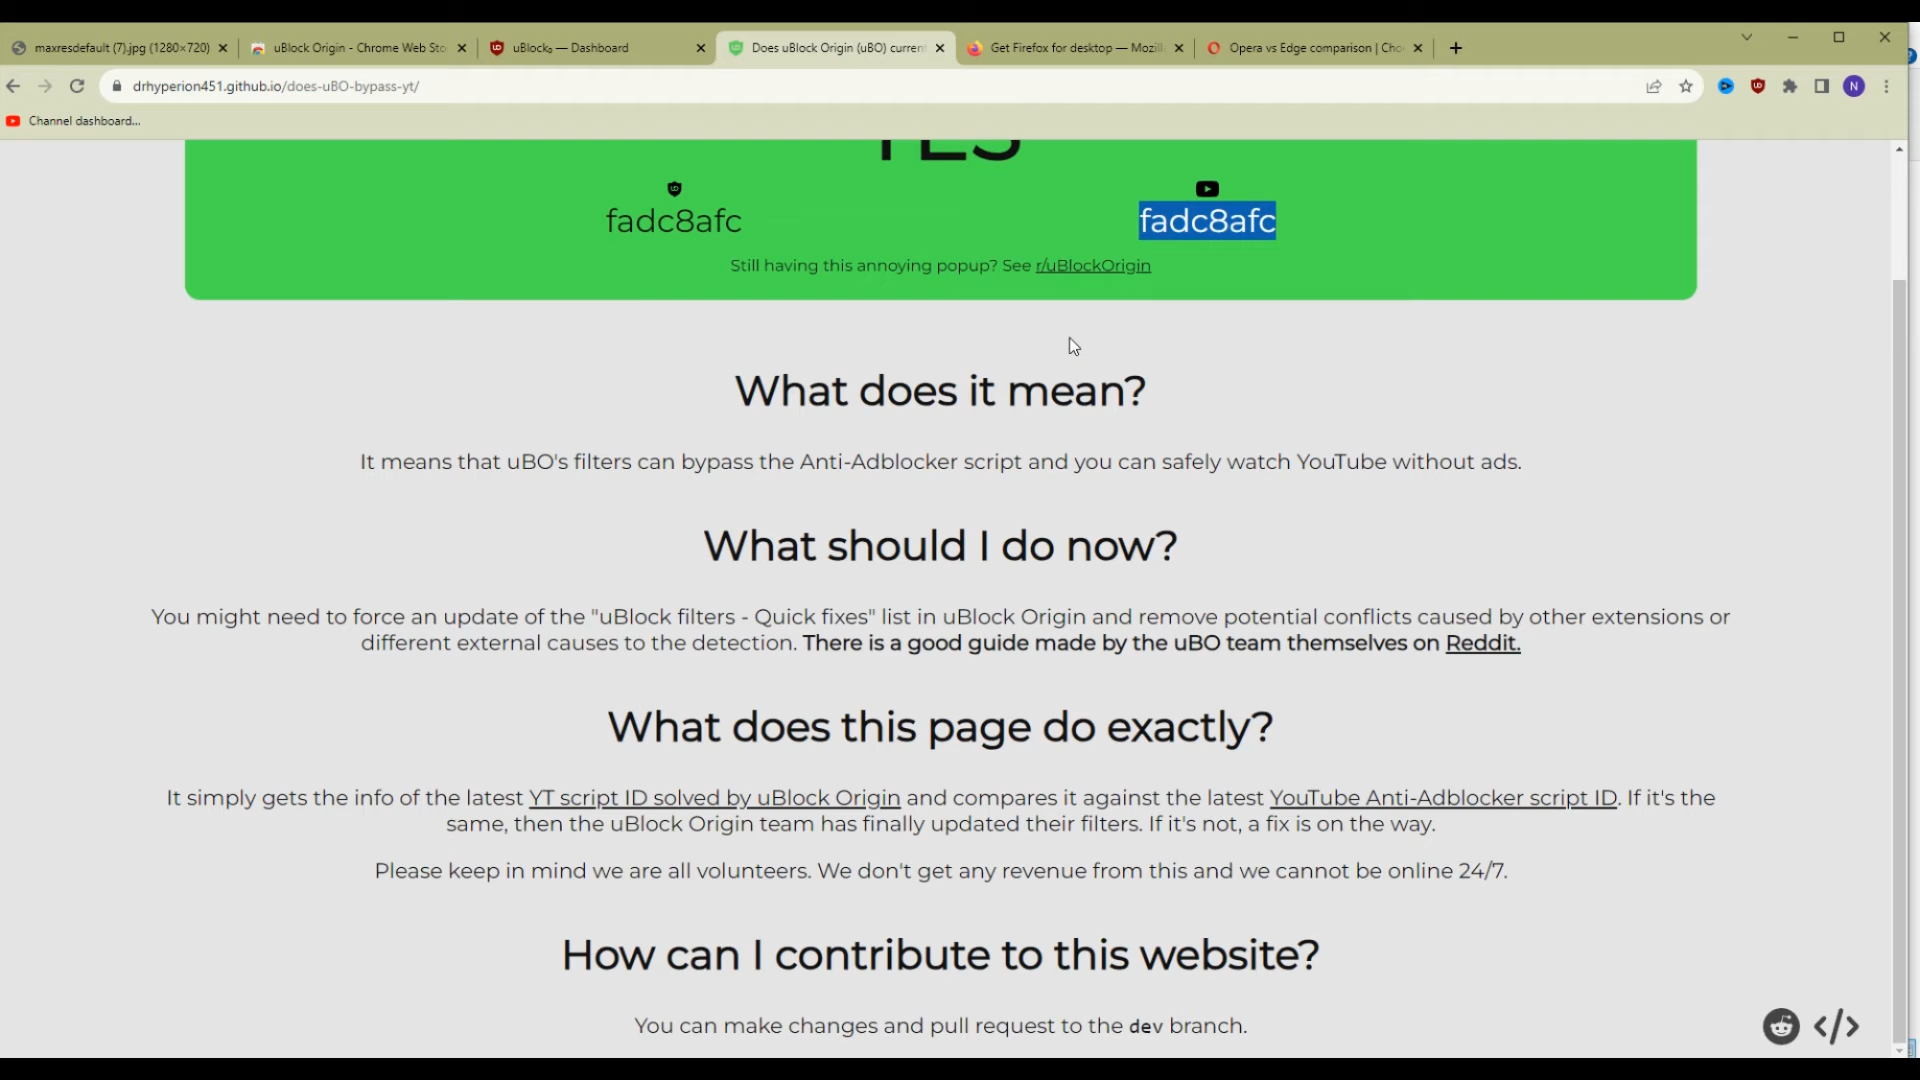 maxresdefault (7).jpg (1280×720)
uBlock Origin - Chrome Web Sto
uBlock₀ — Dashboard
Does uBlock Origin (uBO) curren
Get Firefox for desktop — Mozill
Opera vs Edge comparison | Cho
drhyperion451.github.io/does-uBO-bypass-yt/
N
Channel dashboard...
YES
fadc8afc
fadc8afc
Still having this annoying popup? See r/uBlockOrigin
What does it mean?
It means that uBO's filters can bypass the Anti-Adblocker script and you can safely watch YouTube without ads.
What should I do now?
You might need to force an update of the "uBlock filters - Quick fixes" list in uBlock Origin and remove potential conflicts caused by other extensions or
different external causes to the detection. There is a good guide made by the uBO team themselves on Reddit.
What does this page do exactly?
It simply gets the info of the latest YT script ID solved by uBlock Origin and compares it against the latest YouTube Anti-Adblocker script ID. If it's the
same, then the uBlock Origin team has finally updated their filters. If it's not, a fix is on the way.
Please keep in mind we are all volunteers. We don't get any revenue from this and we cannot be online 24/7.
How can I contribute to this website?
You can make changes and pull request to the dev branch.